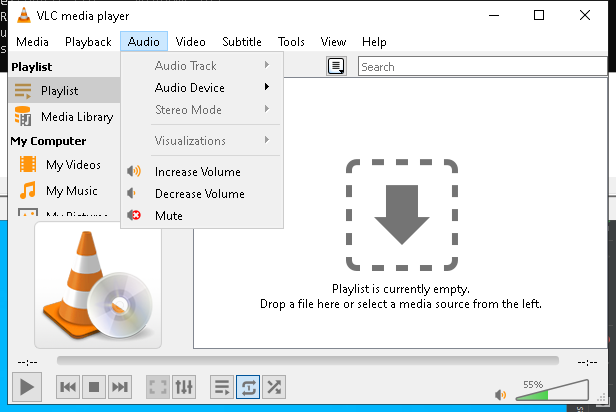 VLC media player
Media Playback Audio Video Subtitle Tools View Help
Playlist
Search
Playlist
Media Library
My Computer
My Videos
My Music
My Pictures
Audio Track
Audio Device
Stereo Mode
Visualizations
Increase Volume
Decrease Volume
Mute
Playlist is currently empty.
Drop a file here or select a media source from the left.
--:-- --:--
55%